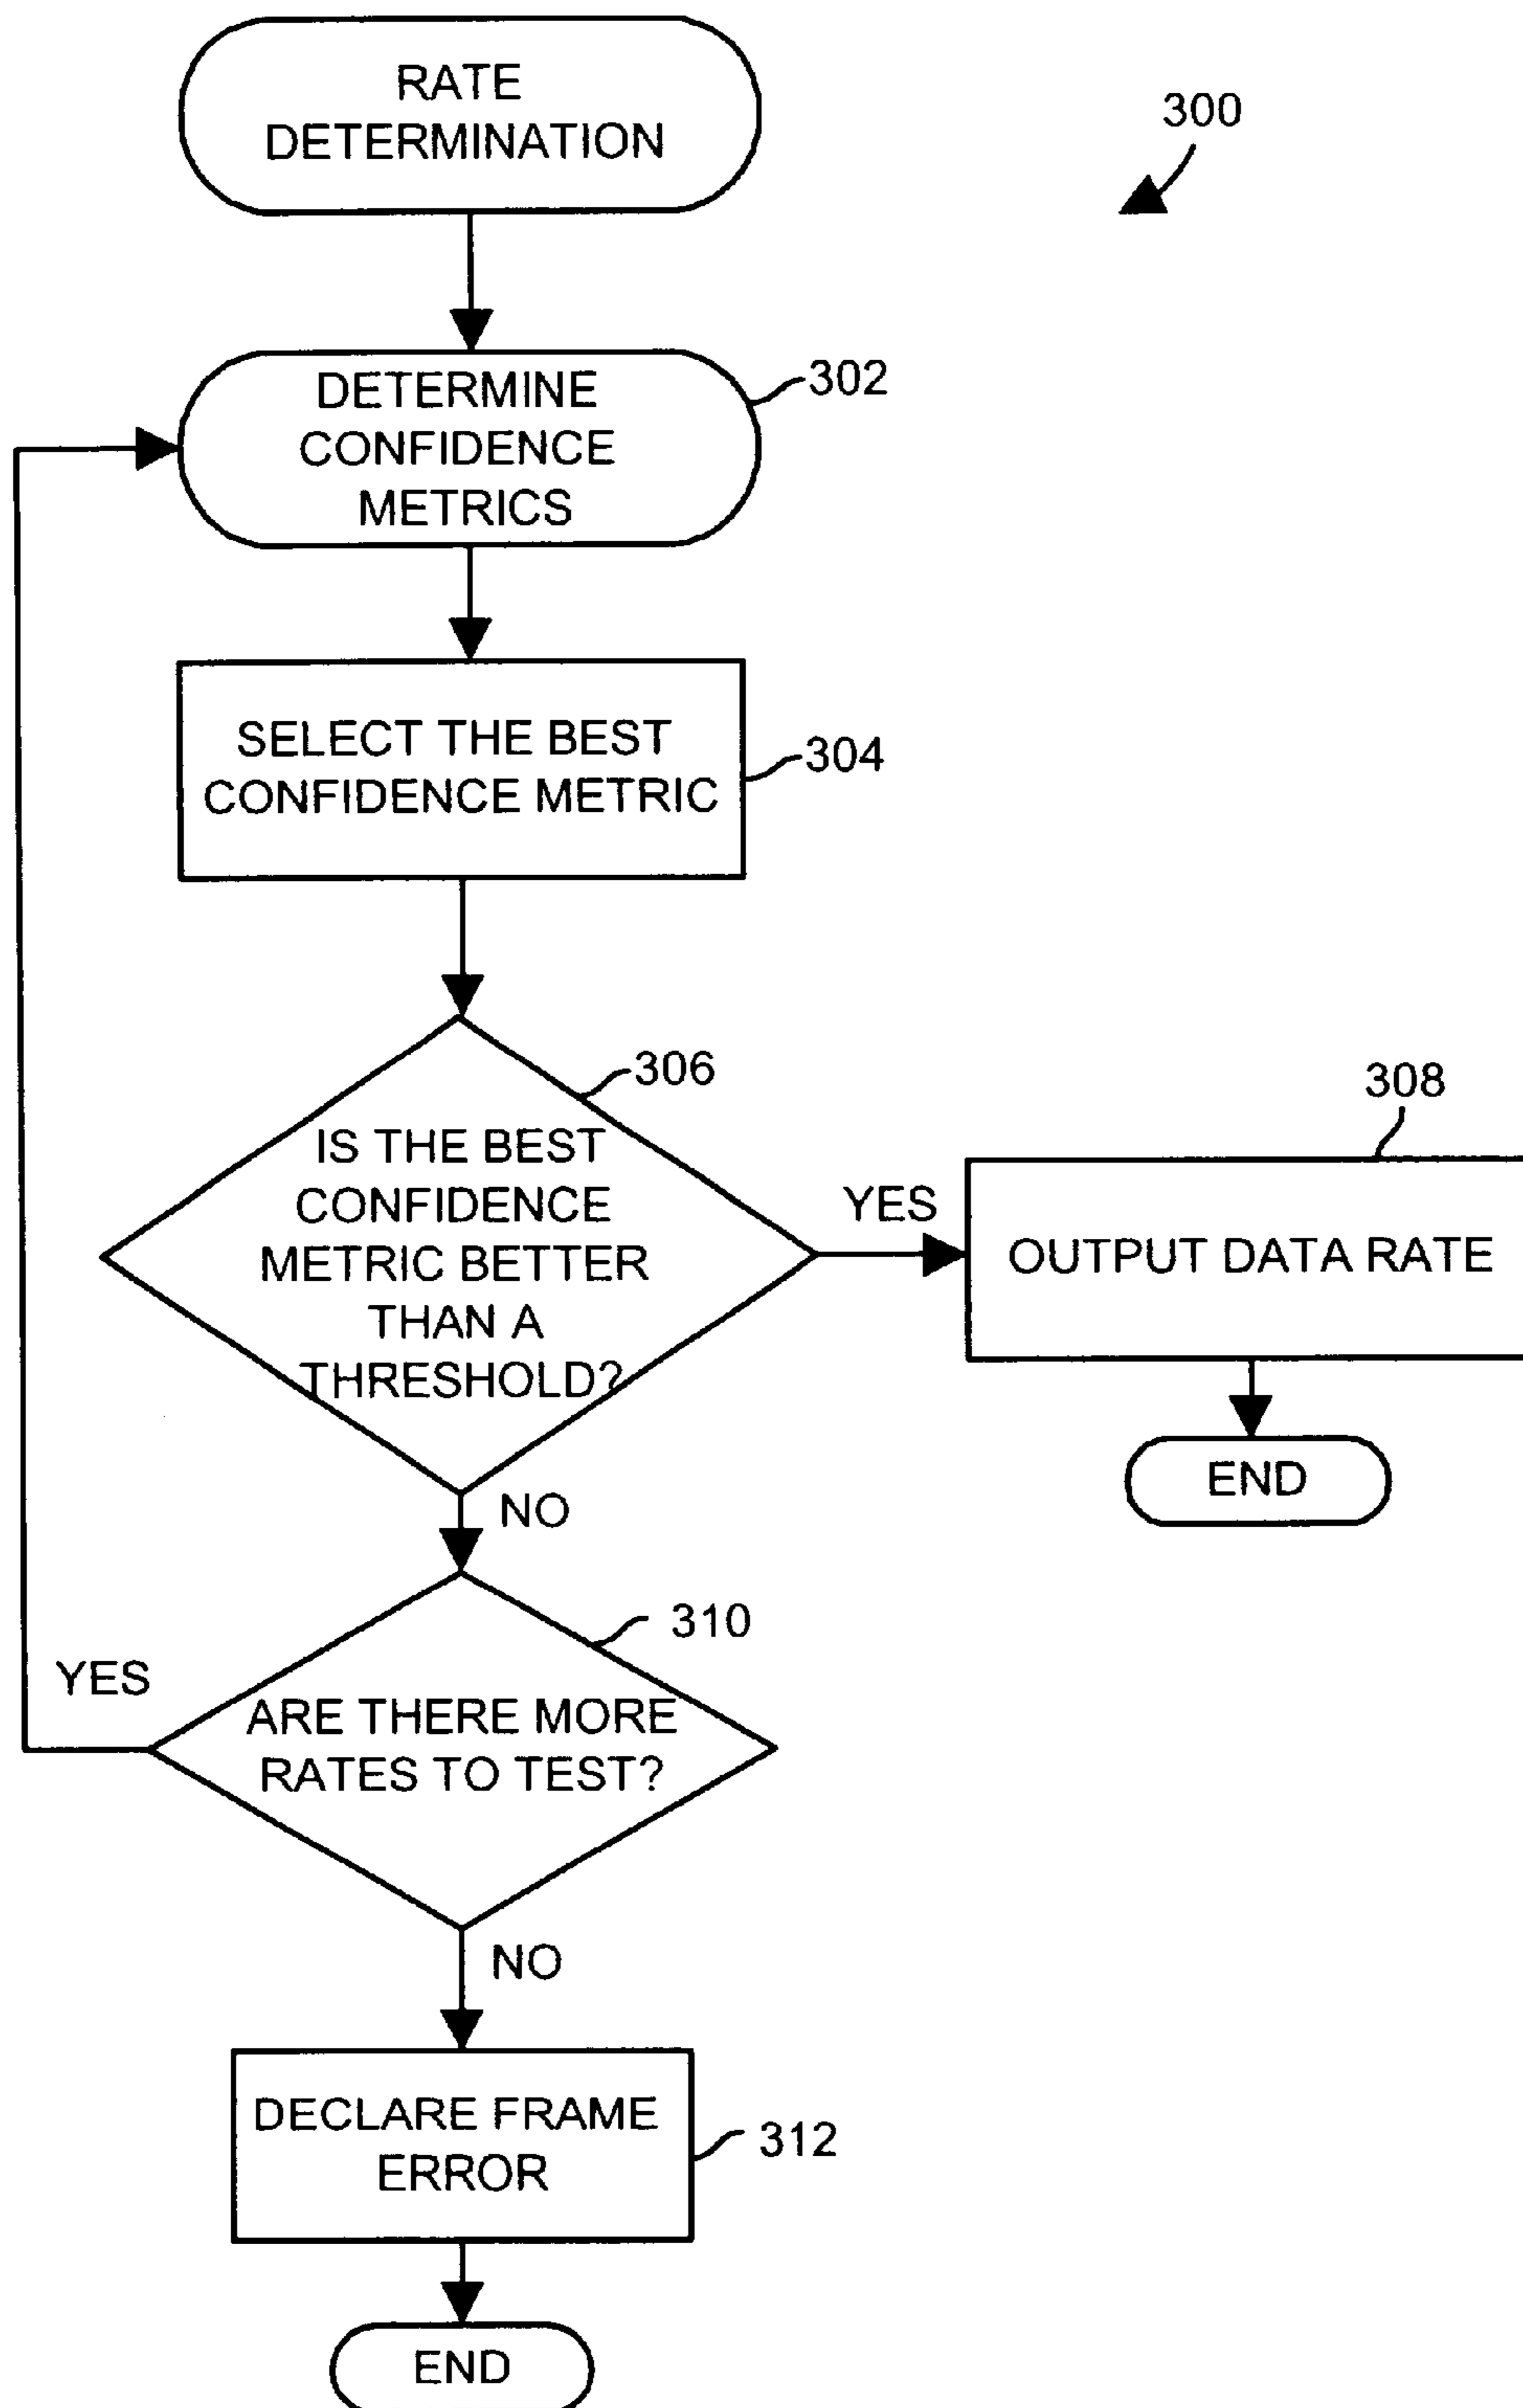 RATE
DETERMINATION
300
DETERMINE
CONFIDENCE
METRICS
302
SELECT THE BEST
CONFIDENCE METRIC
304
306
IS THE BEST
CONFIDENCE
METRIC BETTER
THAN A
THRESHOLD?
YES
308
OUTPUT DATA RATE
END
NO
310
YES
ARE THERE MORE
RATES TO TEST?
NO
DECLARE FRAME
ERROR
312
END